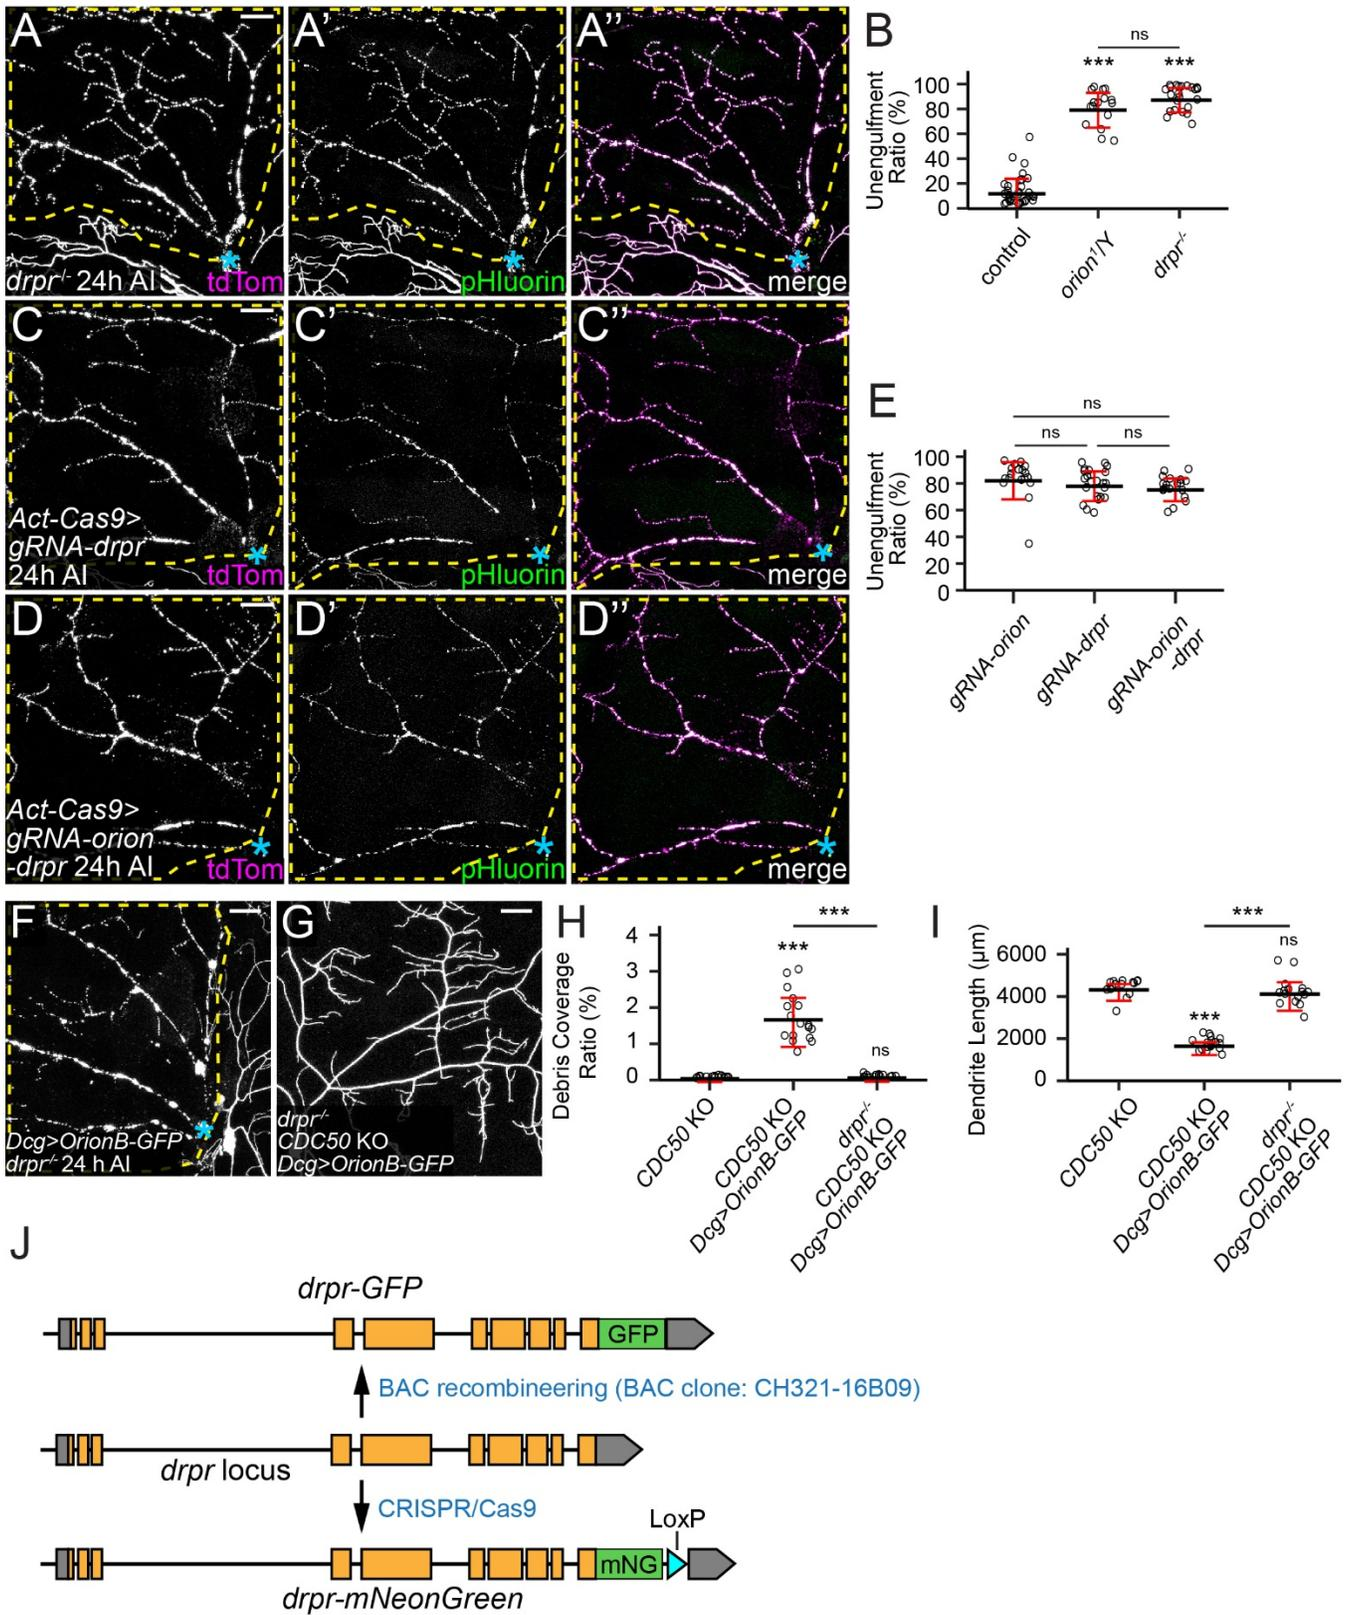 A
drpr-/- 24h AI
tdTom
A'
pHluorin
A''
merge
B
Unengulfment
Ratio (%)
100
80
60
40
20
0
***
ns
***
control
orion1/Y
drpr-/-
C
Act-Cas9>
gRNA-drpr
24h AI
tdTom
C'
pHluorin
C''
merge
D
Act-Cas9>
gRNA-orion
-drpr 24h AI
tdTom
D'
pHluorin
D''
merge
E
Unengulfment
Ratio (%)
100
80
60
40
20
0
ns
ns
ns
gRNA-orion
gRNA-drpr
gRNA-orion
-drpr
F
Dcg>OrionB-GFP
drpr-/- 24 h AI
G
drpr-/-
CDC50 KO
Dcg>OrionB-GFP
H
Debris Coverage
Ratio (%)
4
3
2
1
0
***
***
ns
CDC50 KO
CDC50 KO
Dcg>OrionB-GFP
drpr-/-
CDC50 KO
Dcg>OrionB-GFP
I
Dendrite Length (μm)
6000
4000
2000
0
***
ns
***
CDC50 KO
CDC50 KO
Dcg>OrionB-GFP
drpr-/-
CDC50 KO
Dcg>OrionB-GFP
J
drpr-GFP
GFP
BAC recombineering (BAC clone: CH321-16B09)
drpr locus
CRISPR/Cas9
LoxP
mNG
drpr-mNeonGreen